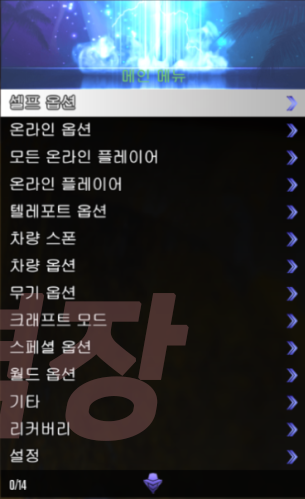 메인 메뉴
셀프 옵션
온라인 옵션
모든 온라인 플레이어
온라인 플레이어
텔레포트 옵션
차량 스폰
차량 옵션
무기 옵션
크래프트 모드
스페셜 옵션
월드 옵션
기타
리커버리
설정
0/14
장